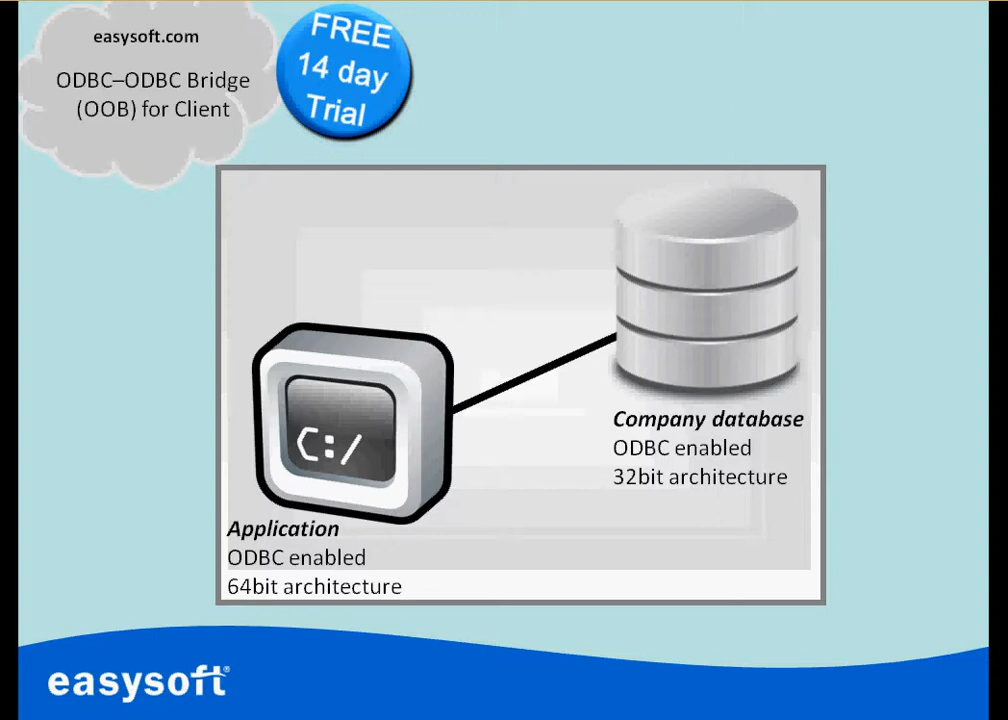 easysoft.com
ODBC–ODBC Bridge
(OOB) for Client
FREE
14 day
Trial
C:/
Company database
ODBC enabled
32bit architecture
Application
ODBC enabled
64bit architecture
easysoft®